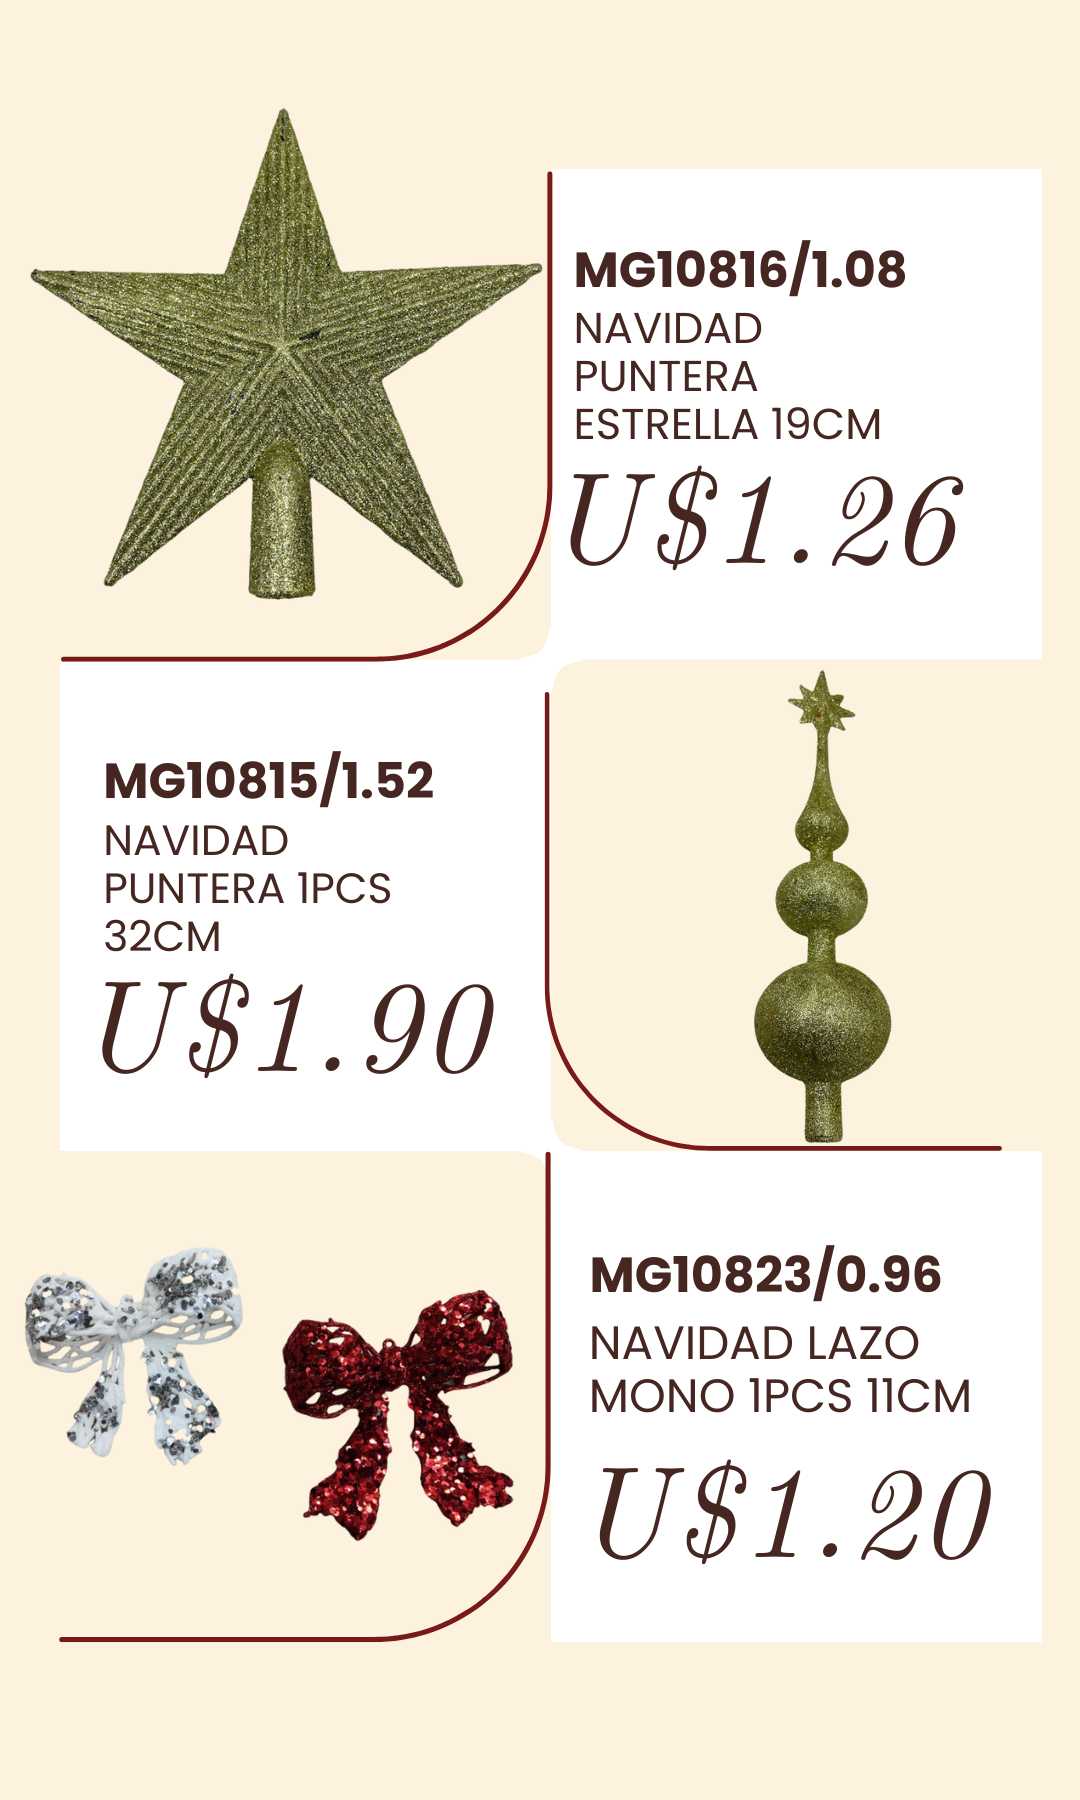 MG10816/1.08
NAVIDAD
PUNTERA
ESTRELLA 19CM
U$1.26
MG10815/1.52
NAVIDAD
PUNTERA 1PCS
32CM
U$1.90
MG10823/0.96
NAVIDAD LAZO
MONO 1PCS 11CM
U$1.20